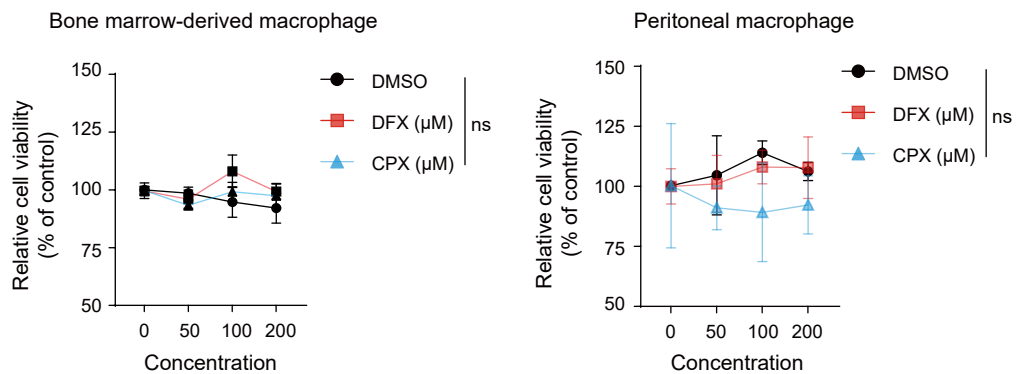 Bone marrow-derived macrophage
Relative cell viability
(% of control)
150
125
100
75
50
0 50 100 200
Concentration
DMSO
DFX (µM)
CPX (µM)
ns
Peritoneal macrophage
Relative cell viability
(% of control)
150
125
100
75
50
0 50 100 200
Concentration
DMSO
DFX (µM)
CPX (µM)
ns